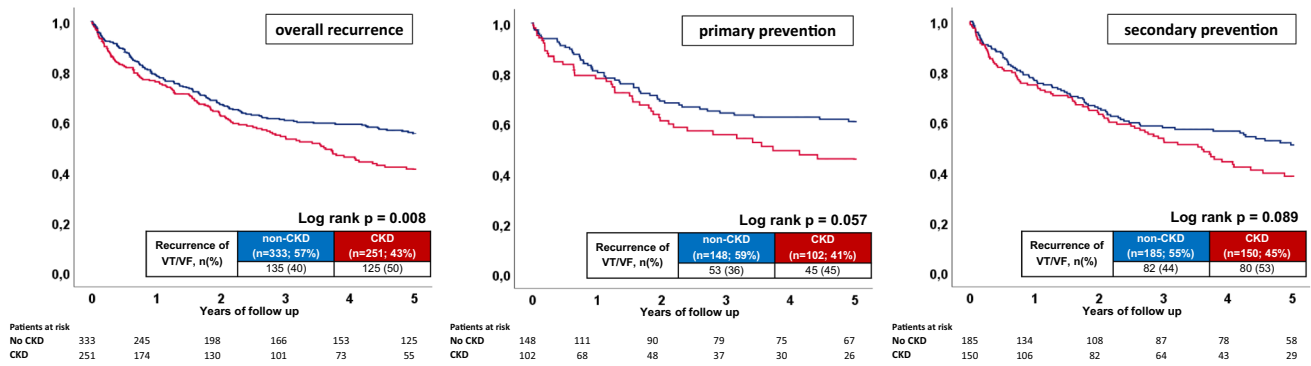 overall recurrence
1,0
0,8
0,6
0,4
0,2
0,0
Log rank p = 0.008
Recurrence of VT/VF, n(%)
non-CKD (n=333; 57%)
CKD (n=251; 43%)
135 (40)
125 (50)
0 1 2 3 4 5
Years of follow up
Patients at risk
No CKD 333 245 198 166 153 125
CKD 251 174 130 101 73 55
primary prevention
1,0
0,8
0,6
0,4
0,2
0,0
Log rank p = 0.057
Recurrence of VT/VF, n(%)
non-CKD (n=148; 59%)
CKD (n=102; 41%)
53 (36)
45 (45)
0 1 2 3 4 5
Years of follow up
Patients at risk
No CKD 148 111 90 79 75 67
CKD 102 68 48 37 30 26
secondary prevention
1,0
0,8
0,6
0,4
0,2
0,0
Log rank p = 0.089
Recurrence of VT/VF, n(%)
non-CKD (n=185; 55%)
CKD (n=150; 45%)
82 (44)
80 (53)
0 1 2 3 4 5
Years of follow up
Patients at risk
No CKD 185 134 108 87 78 58
CKD 150 106 82 64 43 29